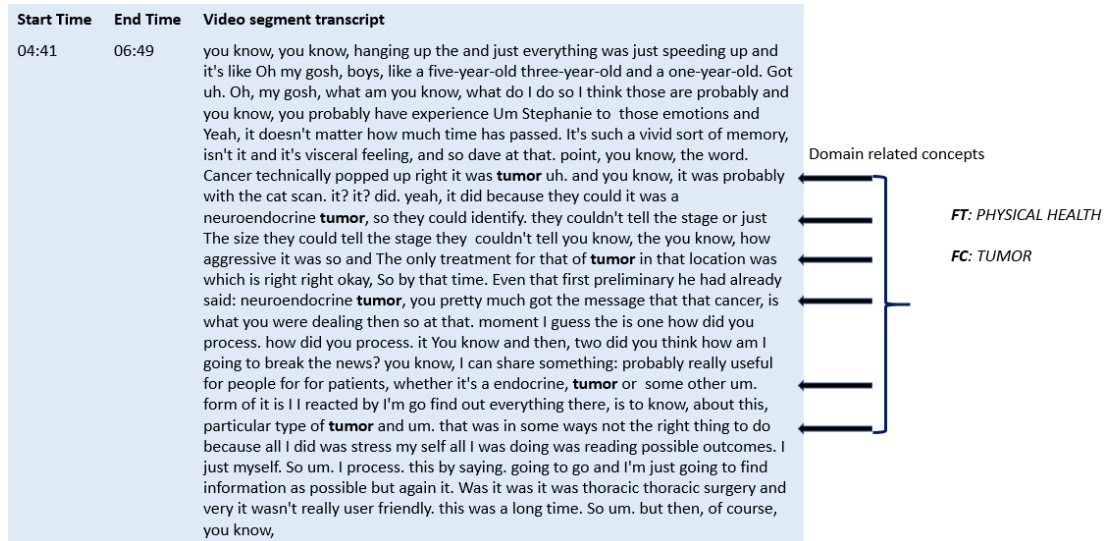 Start Time End Time Video segment transcript
04:41 06:49 you know, you know, hanging up the and just everything was just speeding up and
it's like Oh my gosh, boys, like a five-year-old three-year-old and a one-year-old. Got
uh. Oh, my gosh, what am you know, what do I do so I think those are probably and
you know, you probably have experience Um Stephanie to those emotions and
Yeah, it doesn't matter how much time has passed. It's such a vivid sort of memory,
isn't it and it's visceral feeling, and so dave at that. point, you know, the word.
Cancer technically popped up right it was tumor uh. and you know, it was probably
with the cat scan. it? it? did. yeah, it did because they could it was a
neuroendocrine tumor, so they could identify. they couldn't tell the stage or just
The size they could tell the stage they couldn't tell you know, the you know, how
aggressive it was so and The only treatment for that of tumor in that location was
which is right right okay, So by that time. Even that first preliminary he had already
said: neuroendocrine tumor, you pretty much got the message that that cancer, is
what you were dealing then so at that. moment I guess the is one how did you
process. how did you process. it You know and then, two did you think how am I
going to break the news? you know, I can share something: probably really useful
for people for for patients, whether it's a endocrine, tumor or some other um.
form of it is I I reacted by I'm go find out everything there, is to know, about this,
particular type of tumor and um. that was in some ways not the right thing to do
because all I did was stress my self all I was doing was reading possible outcomes. I
just myself. So um. I process. this by saying. going to go and I'm just going to find
information as possible but again it. Was it was it was thoracic thoracic surgery and
very it wasn't really user friendly. this was a long time. So um. but then, of course,
you know,
Domain related concepts
FT: PHYSICAL HEALTH
FC: TUMOR